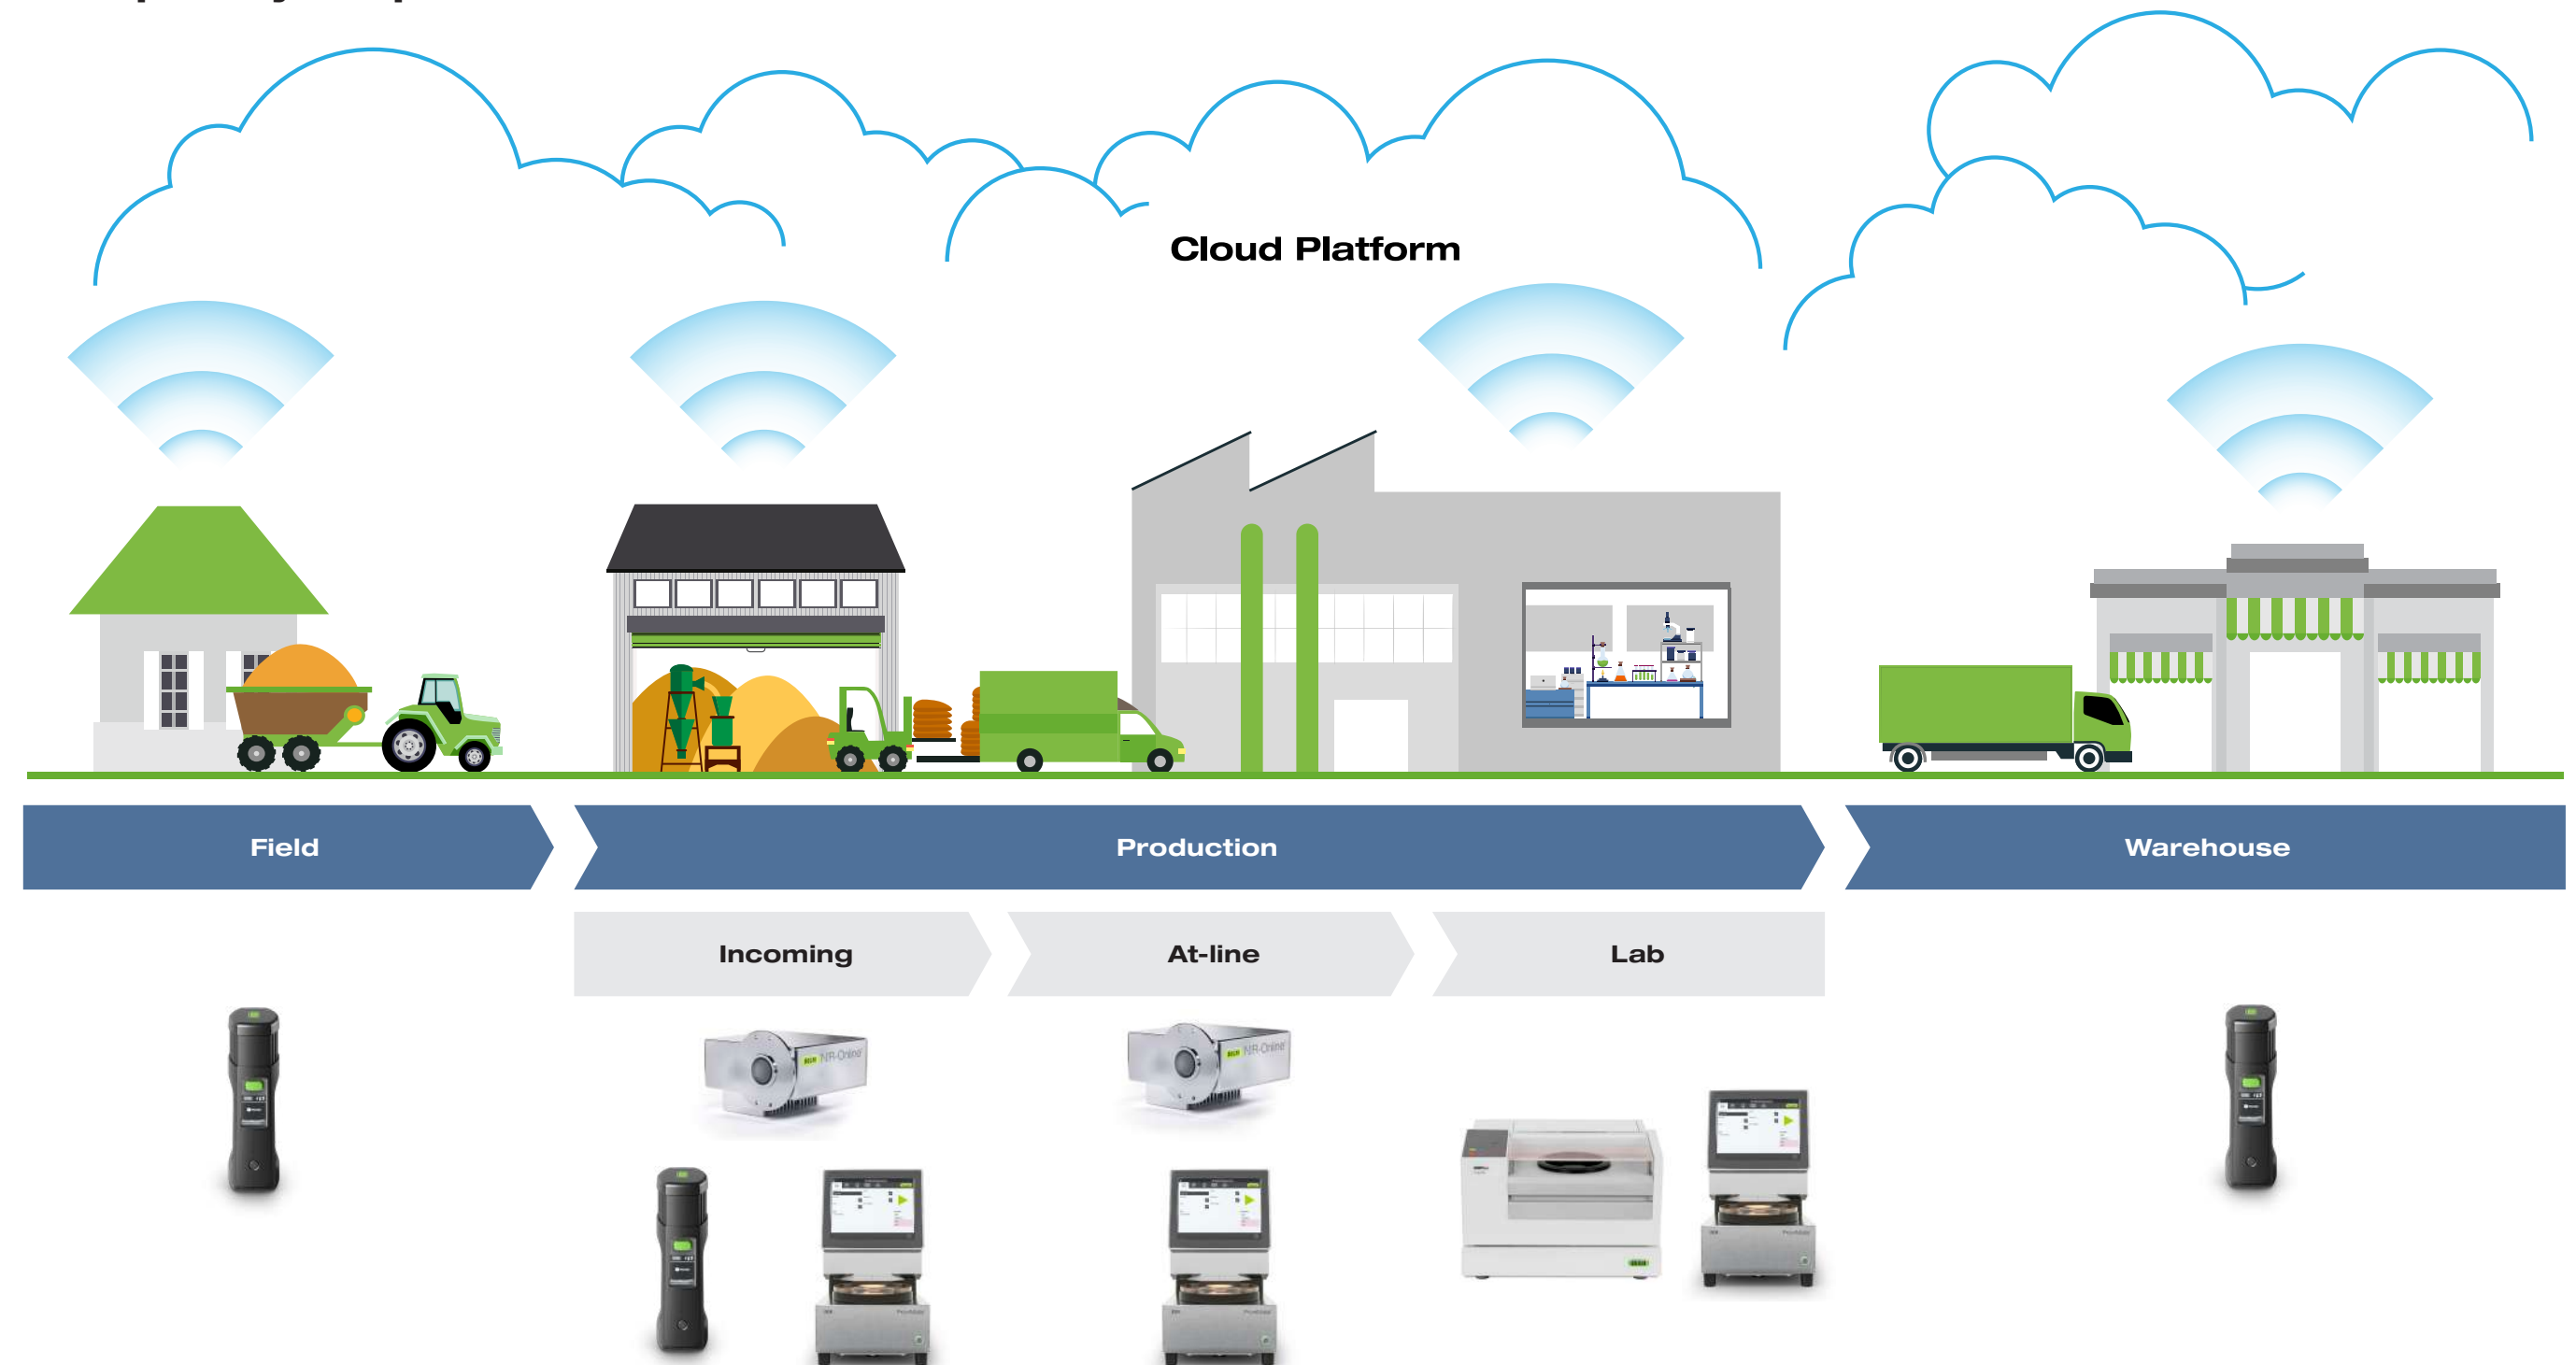 Cloud Platform
Field
Production
Warehouse
Incoming
At-line
Lab
NIR-Online
NIR-Online